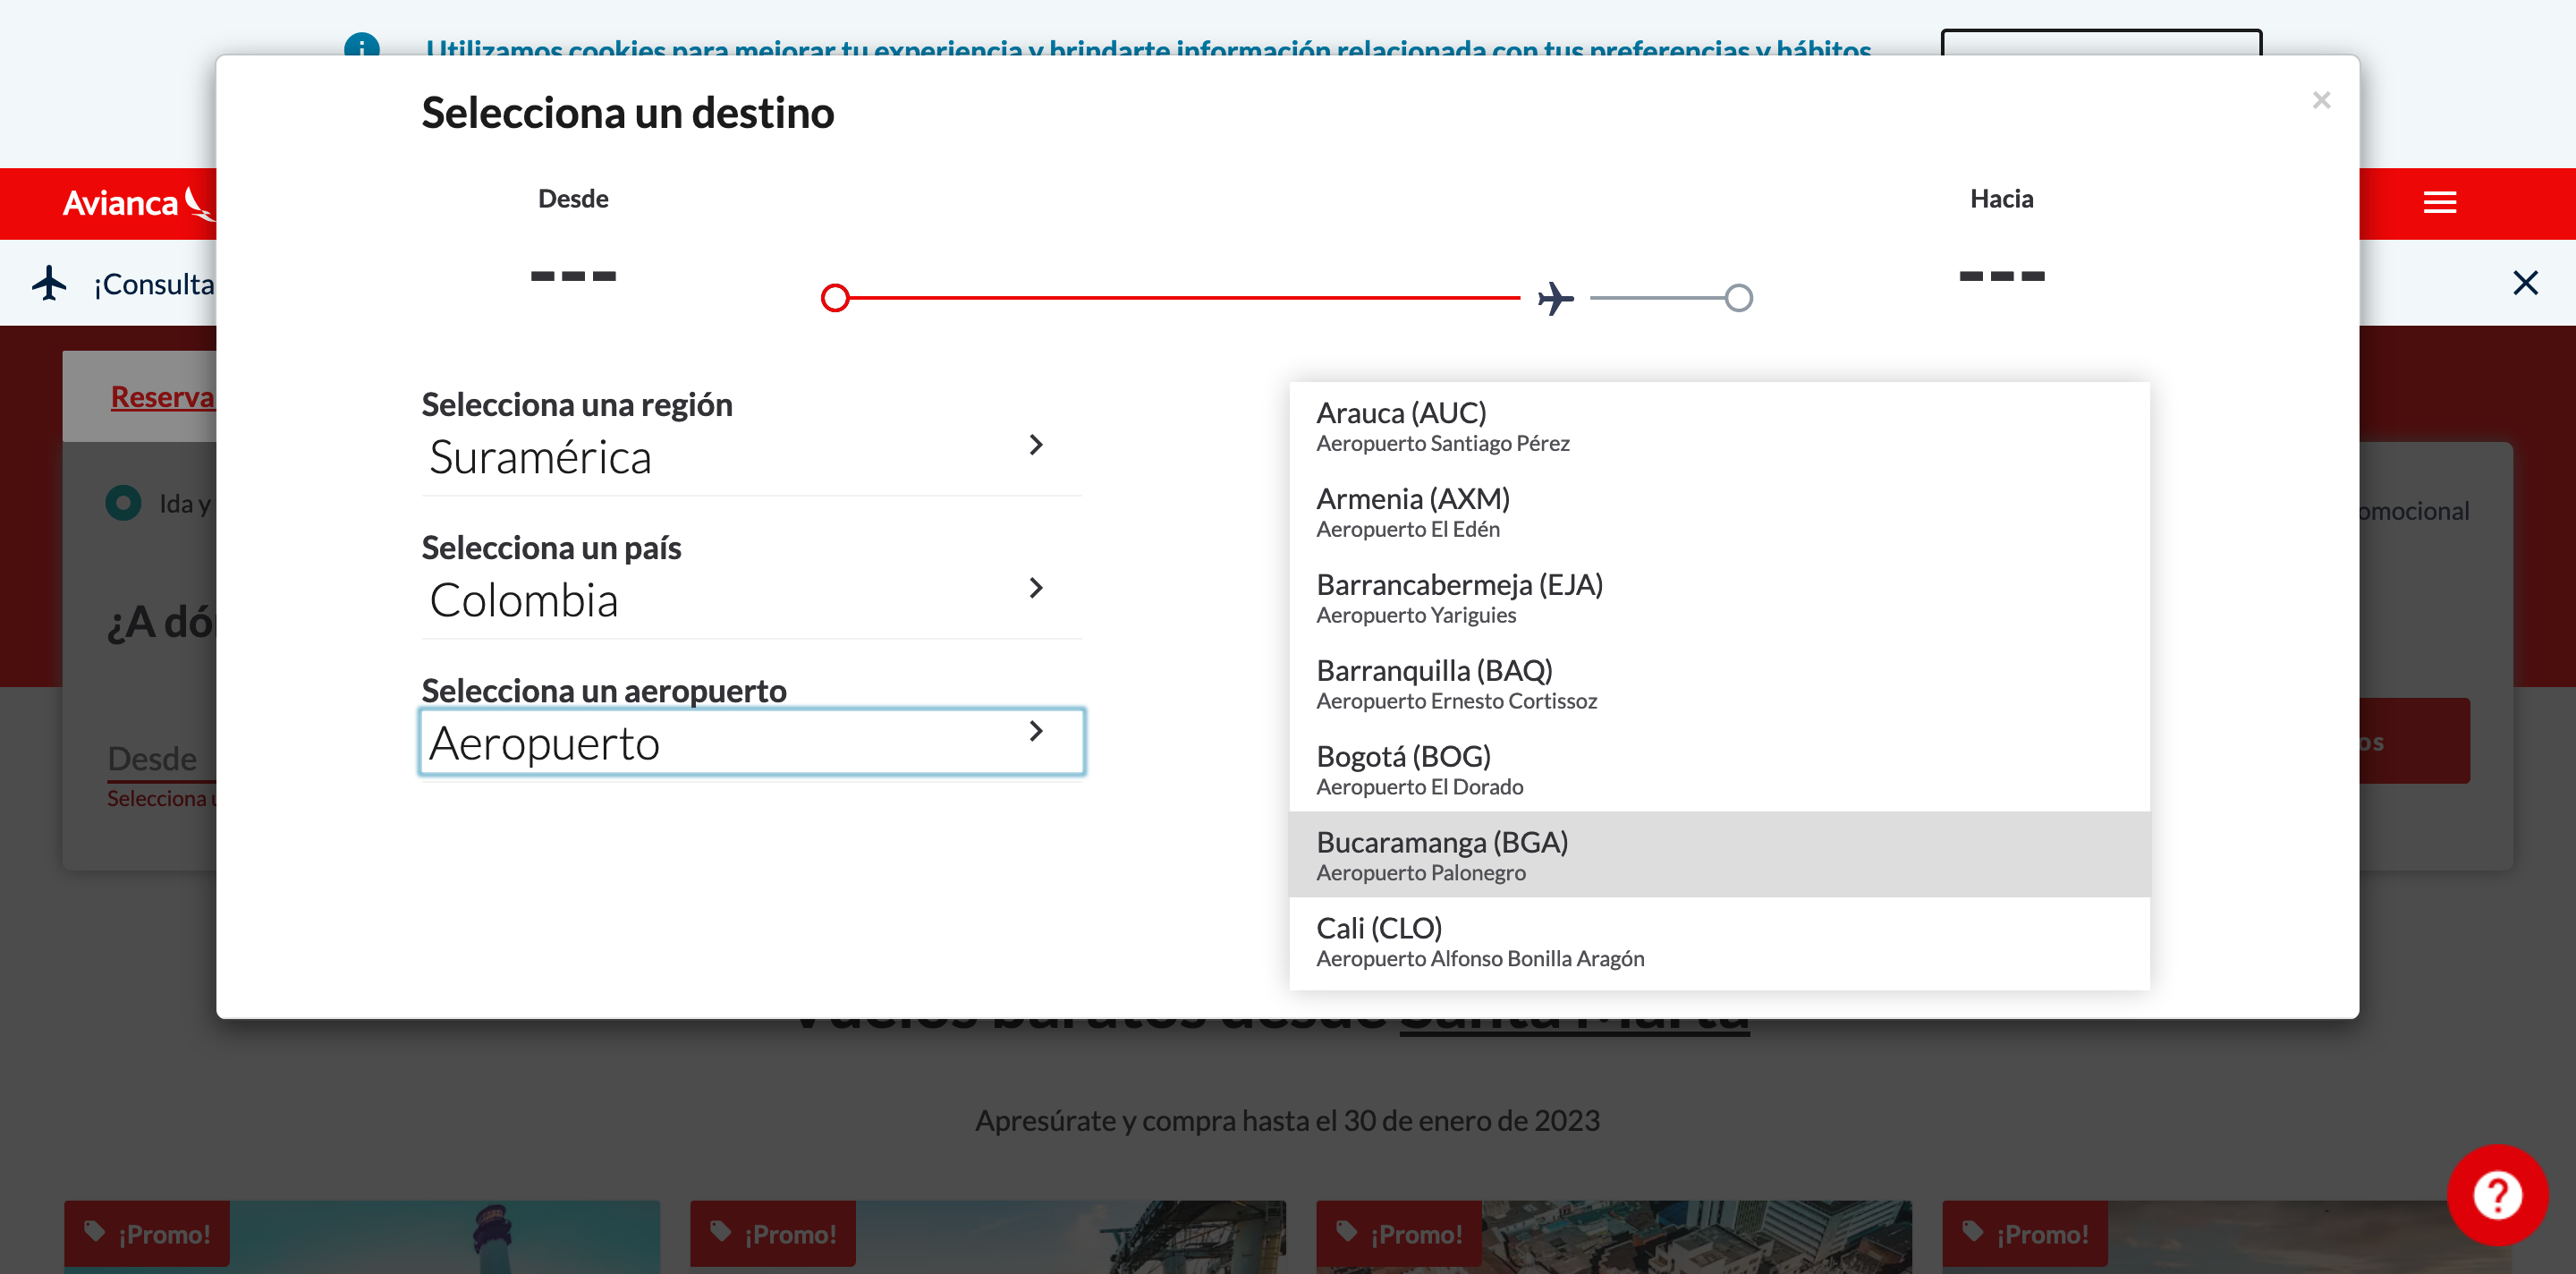 Utilizamos cookies para mejorar tu experiencia y brindarte información relacionada con tus preferencias y hábitos
Selecciona un destino
×
Avianca
Desde
Hacia
---
---
¡Consulta
Reserva
Selecciona una región
Suramérica
Selecciona un país
Colombia
Selecciona un aeropuerto
Aeropuerto
Arauca (AUC)
Aeropuerto Santiago Pérez
Armenia (AXM)
Aeropuerto El Edén
Barrancabermeja (EJA)
Aeropuerto Yariguies
Barranquilla (BAQ)
Aeropuerto Ernesto Cortissoz
Bogotá (BOG)
Aeropuerto El Dorado
Bucaramanga (BGA)
Aeropuerto Palonegro
Cali (CLO)
Aeropuerto Alfonso Bonilla Aragón
Ida y
omocional
¿A dó
Desde
Selecciona
os
Vuelos baratos desde Santa Marta
Apresúrate y compra hasta el 30 de enero de 2023
¡Promo!
¡Promo!
¡Promo!
¡Promo!
?